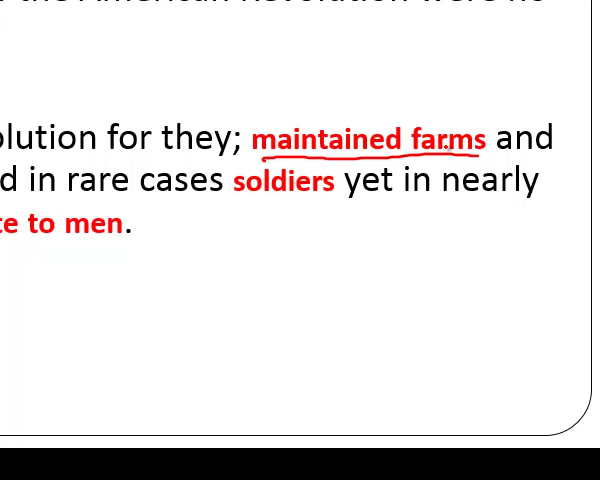 the American Revolution were no
olution for they; maintained farms and
d in rare cases soldiers yet in nearly
te to men.